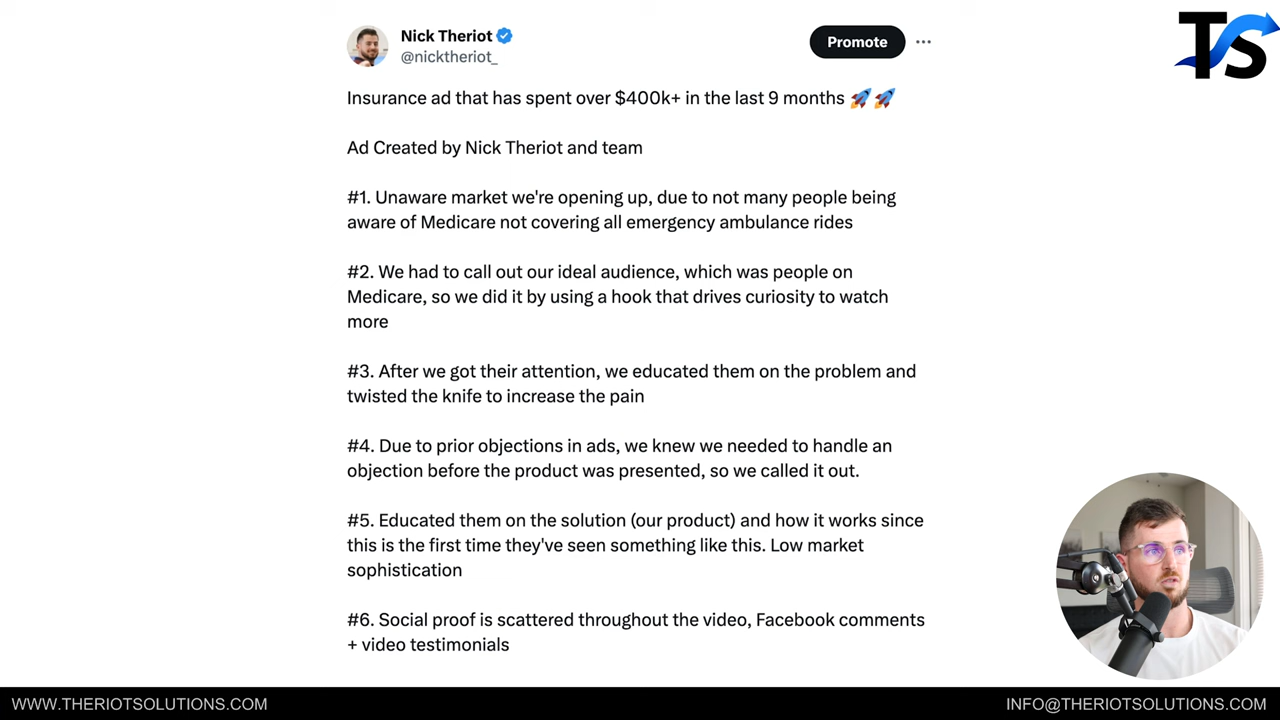 Nick Theriot
@nicktheriot_
Promote
TS
Insurance ad that has spent over $400k+ in the last 9 months 🚀🚀
Ad Created by Nick Theriot and team
#1. Unaware market we're opening up, due to not many people being
aware of Medicare not covering all emergency ambulance rides
#2. We had to call out our ideal audience, which was people on
Medicare, so we did it by using a hook that drives curiosity to watch
more
#3. After we got their attention, we educated them on the problem and
twisted the knife to increase the pain
#4. Due to prior objections in ads, we knew we needed to handle an
objection before the product was presented, so we called it out.
#5. Educated them on the solution (our product) and how it works since
this is the first time they've seen something like this. Low market
sophistication
#6. Social proof is scattered throughout the video, Facebook comments
+ video testimonials
WWW.THERIOTSOLUTIONS.COM
INFO@THERIOTSOLUTIONS.COM